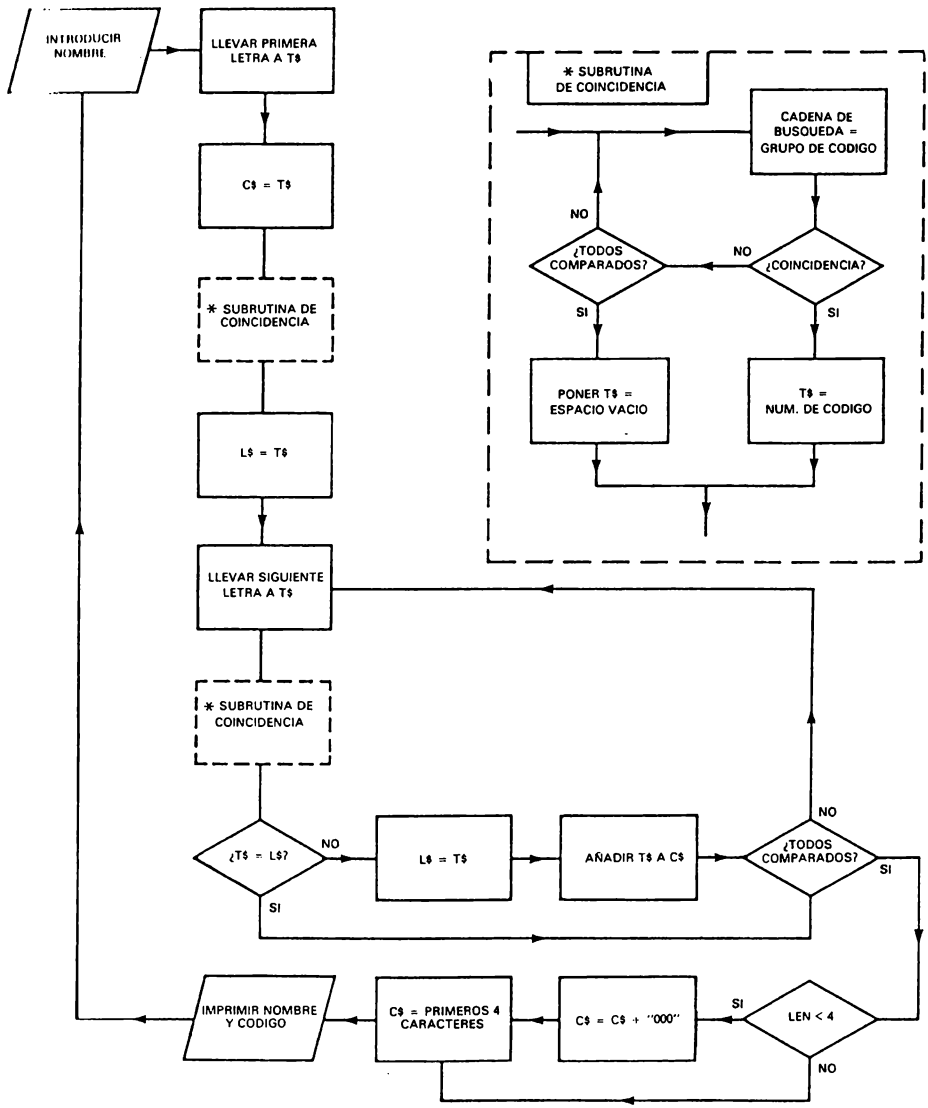 INTRODUCIR
NOMBRE
LLEVAR PRIMERA
LETRA A T$
C$ = T$
* SUBRUTINA DE
COINCIDENCIA
L$ = T$
LLEVAR SIGUIENTE
LETRA A T$
* SUBRUTINA DE
COINCIDENCIA
¿T$ = L$?
NO
SI
L$ = T$
AÑADIR T$ A C$
¿TODOS
COMPARADOS?
NO
SI
LEN < 4
SI
NO
C$ = C$ + "000"
C$ = PRIMEROS 4
CARACTERES
IMPRIMIR NOMBRE
Y CODIGO
* SUBRUTINA
DE COINCIDENCIA
CADENA DE
BUSQUEDA =
GRUPO DE CODIGO
¿COINCIDENCIA?
NO
SI
¿TODOS
COMPARADOS?
NO
SI
PONER T$ =
ESPACIO VACIO
T$ =
NUM. DE CODIGO